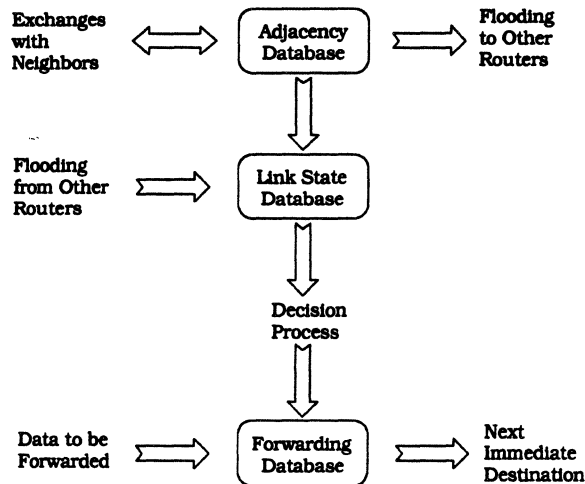 Exchanges
with
Neighbors
Adjacency
Database
Flooding
to Other
Routers
Flooding
from Other
Routers
Link State
Database
Decision
Process
Data to be
Forwarded
Forwarding
Database
Next
Immediate
Destination